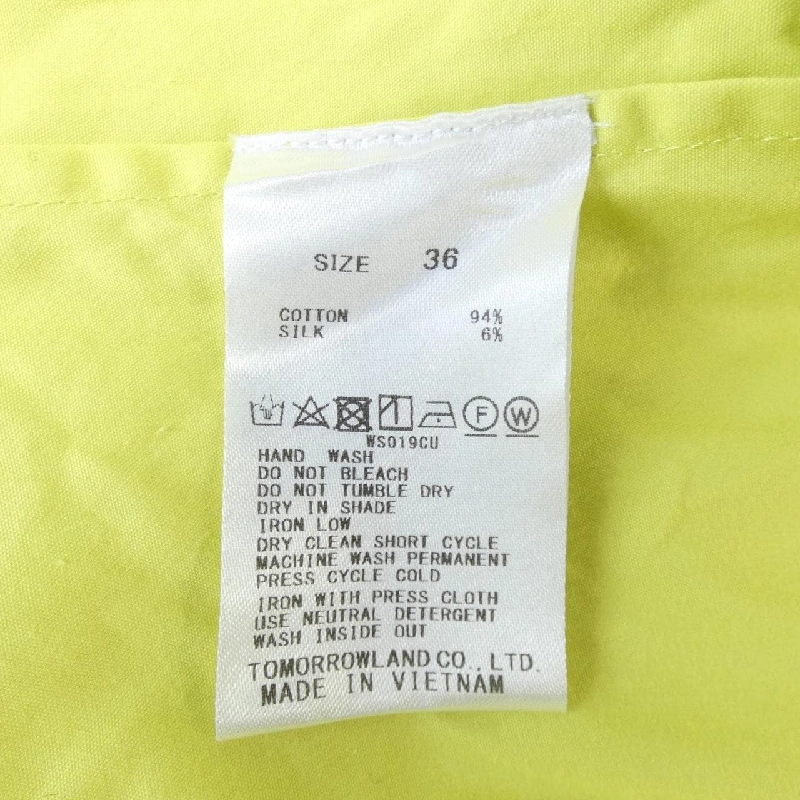 SIZE 36
COTTON 94%
SILK 6%
F W
WS019CU
HAND WASH
DO NOT BLEACH
DO NOT TUMBLE DRY
DRY IN SHADE
IRON LOW
DRY CLEAN SHORT CYCLE
MACHINE WASH PERMANENT
PRESS CYCLE COLD
IRON WITH PRESS CLOTH
USE NEUTRAL DETERGENT
WASH INSIDE OUT
TOMORROWLAND CO., LTD.
MADE IN VIETNAM